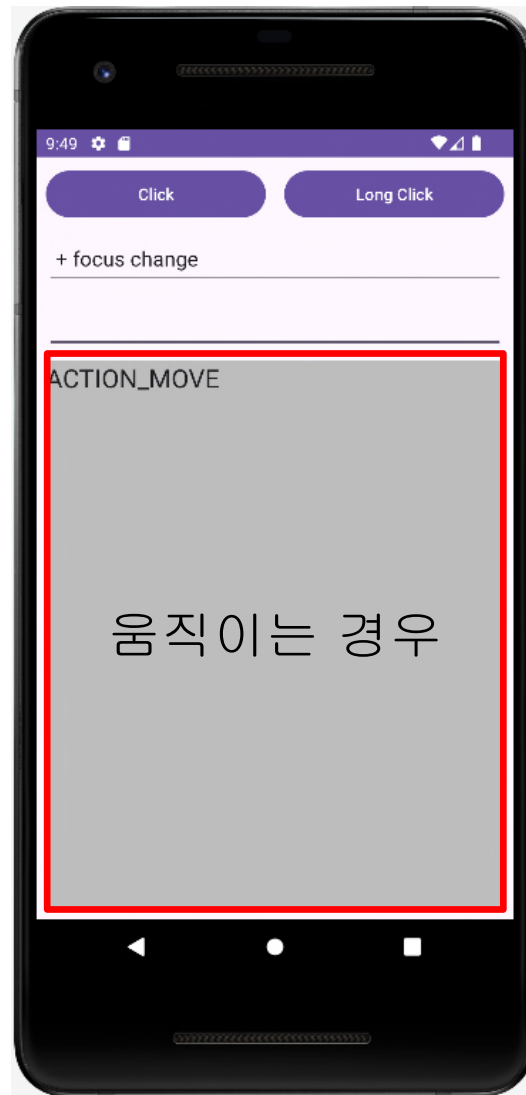 9:49
Click
Long Click
+ focus change
ACTION_MOVE
움직이는 경우